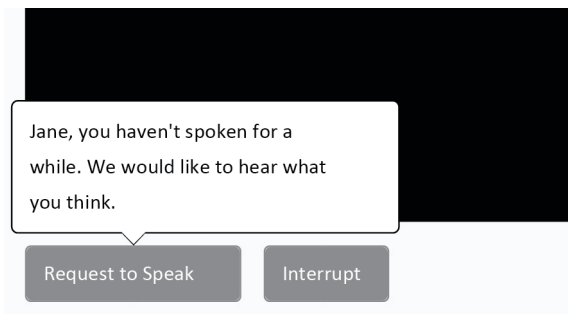 Jane, you haven't spoken for a
while. We would like to hear what
you think.
Request to Speak
Interrupt